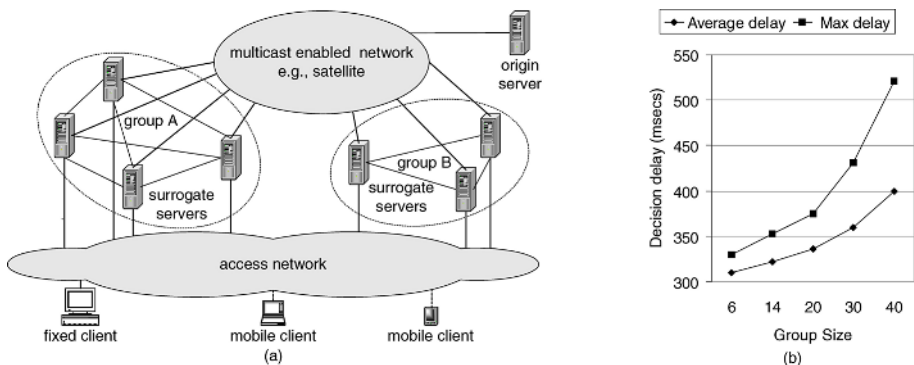 multicast enabled network
e.g., satellite
origin
server
group A
surrogate
servers
group B
surrogate
servers
access network
fixed client
mobile client
mobile client
(a)
Average delay
Max delay
Decision delay (msecs)
550
500
450
400
350
300
6
14
20
30
40
Group Size
(b)